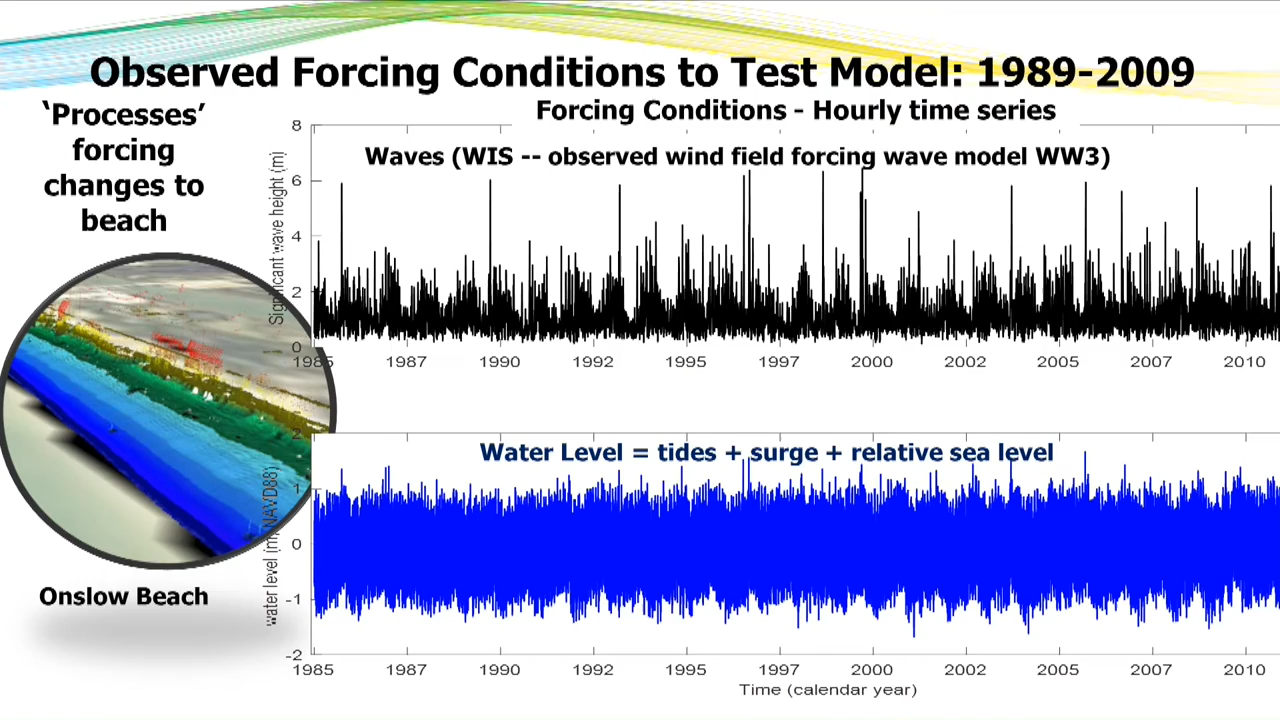 Observed Forcing Conditions to Test Model: 1989-2009
‘Processes’
forcing
changes to
beach
Onslow Beach
Forcing Conditions - Hourly time series
Waves (WIS -- observed wind field forcing wave model WW3)
Significant wave height (m)
8
6
4
2
0
1985 1987 1990 1992 1995 1997 2000 2002 2005 2007 2010
Water Level = tides + surge + relative sea level
water level (m NAVD88)
2
1
0
-1
-2
1985 1987 1990 1992 1995 1997 2000 2002 2005 2007 2010
Time (calendar year)